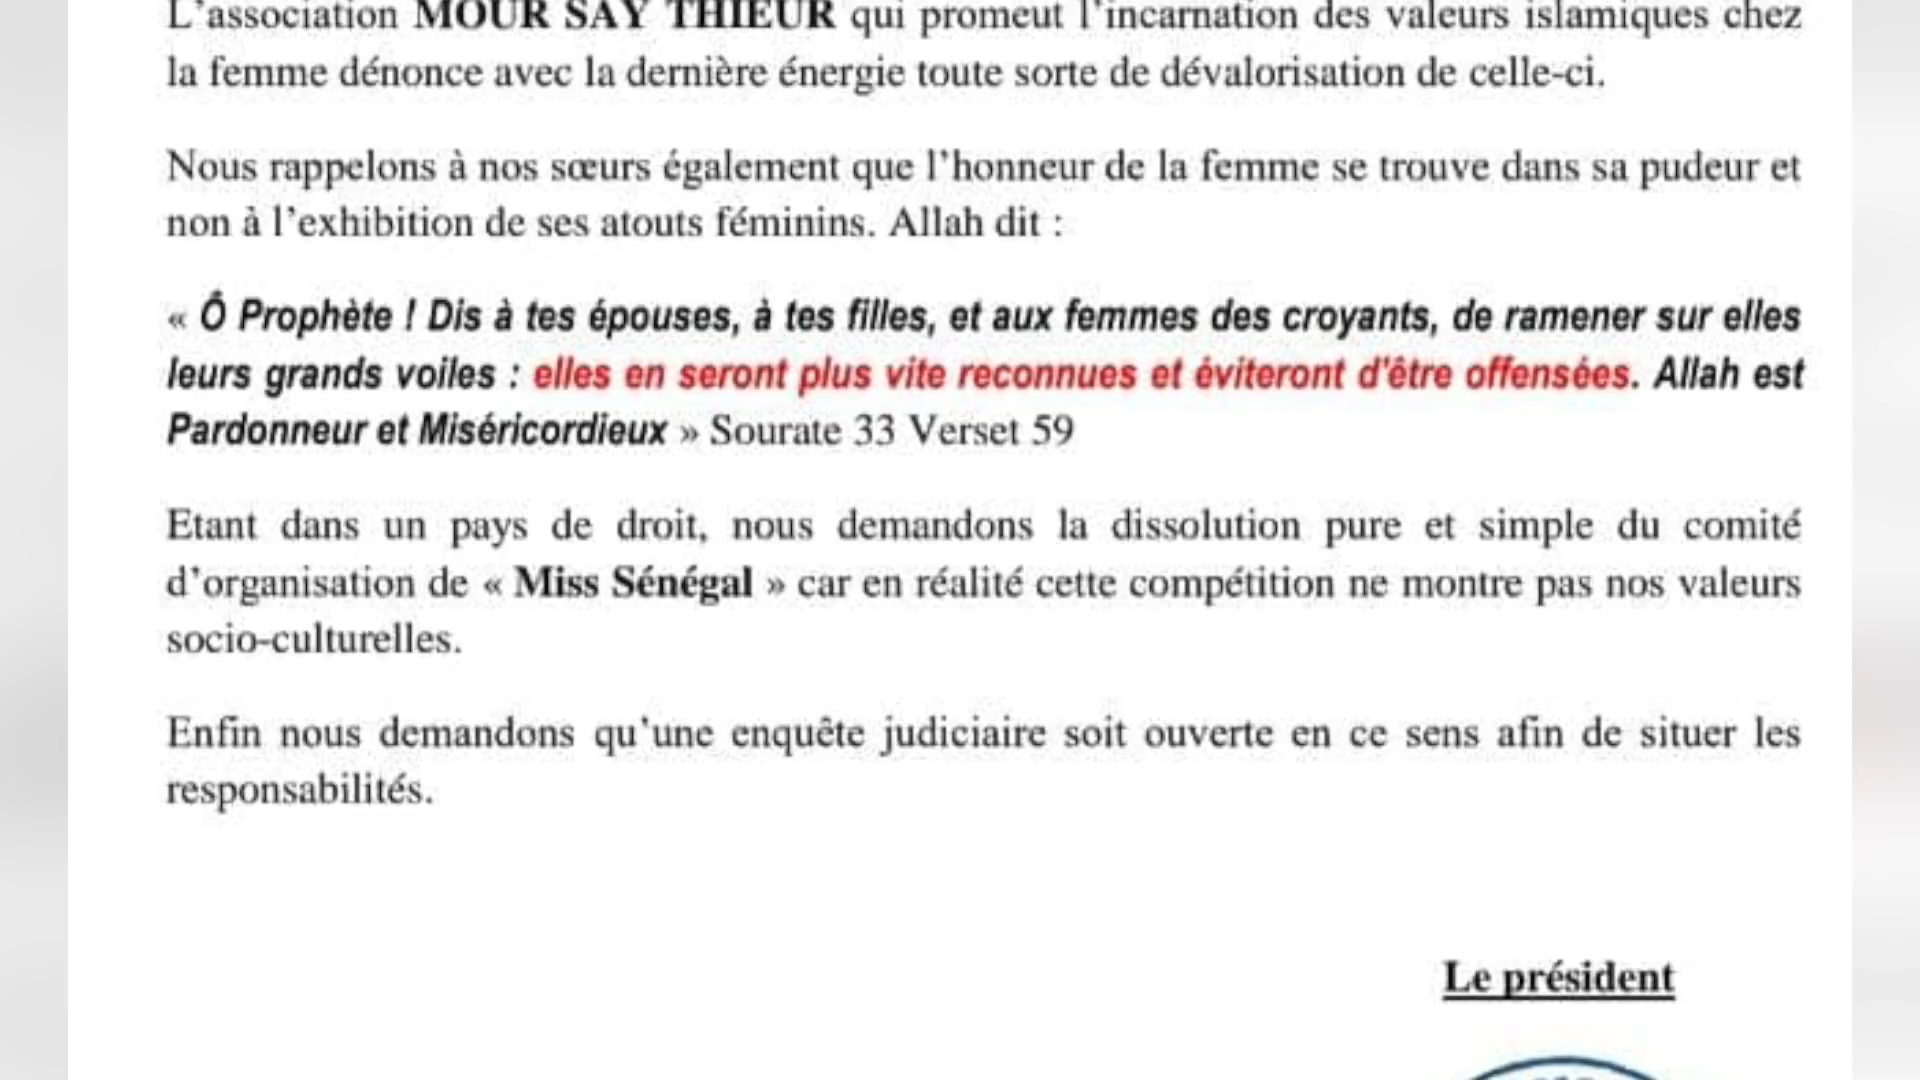 L'association MOUR SAY THIEUR qui promeut l'incarnation des valeurs islamiques chez
la femme dénonce avec la dernière énergie toute sorte de dévalorisation de celle-ci.
Nous rappelons à nos sœurs également que l'honneur de la femme se trouve dans sa pudeur et
non à l'exhibition de ses atouts féminins. Allah dit :
« Ô Prophète ! Dis à tes épouses, à tes filles, et aux femmes des croyants, de ramener sur elles
leurs grands voiles : elles en seront plus vite reconnues et éviteront d'être offensées. Allah est
Pardonneur et Miséricordieux » Sourate 33 Verset 59
Etant dans un pays de droit, nous demandons la dissolution pure et simple du comité
d'organisation de « Miss Sénégal » car en réalité cette compétition ne montre pas nos valeurs
socio-culturelles.
Enfin nous demandons qu'une enquête judiciaire soit ouverte en ce sens afin de situer les
responsabilités.
Le président